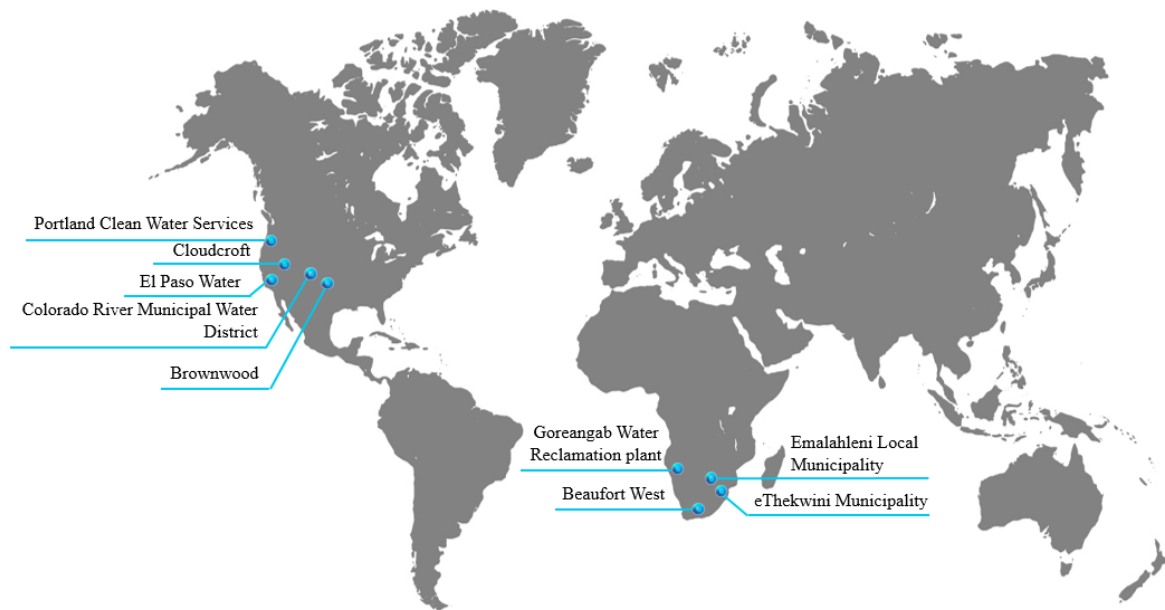 Portland Clean Water Services
Cloudcroft
El Paso Water
Colorado River Municipal Water
District
Brownwood
Goreangab Water
Reclamation plant
Beaufort West
Emalahleni Local
Municipality
eThekwini Municipality